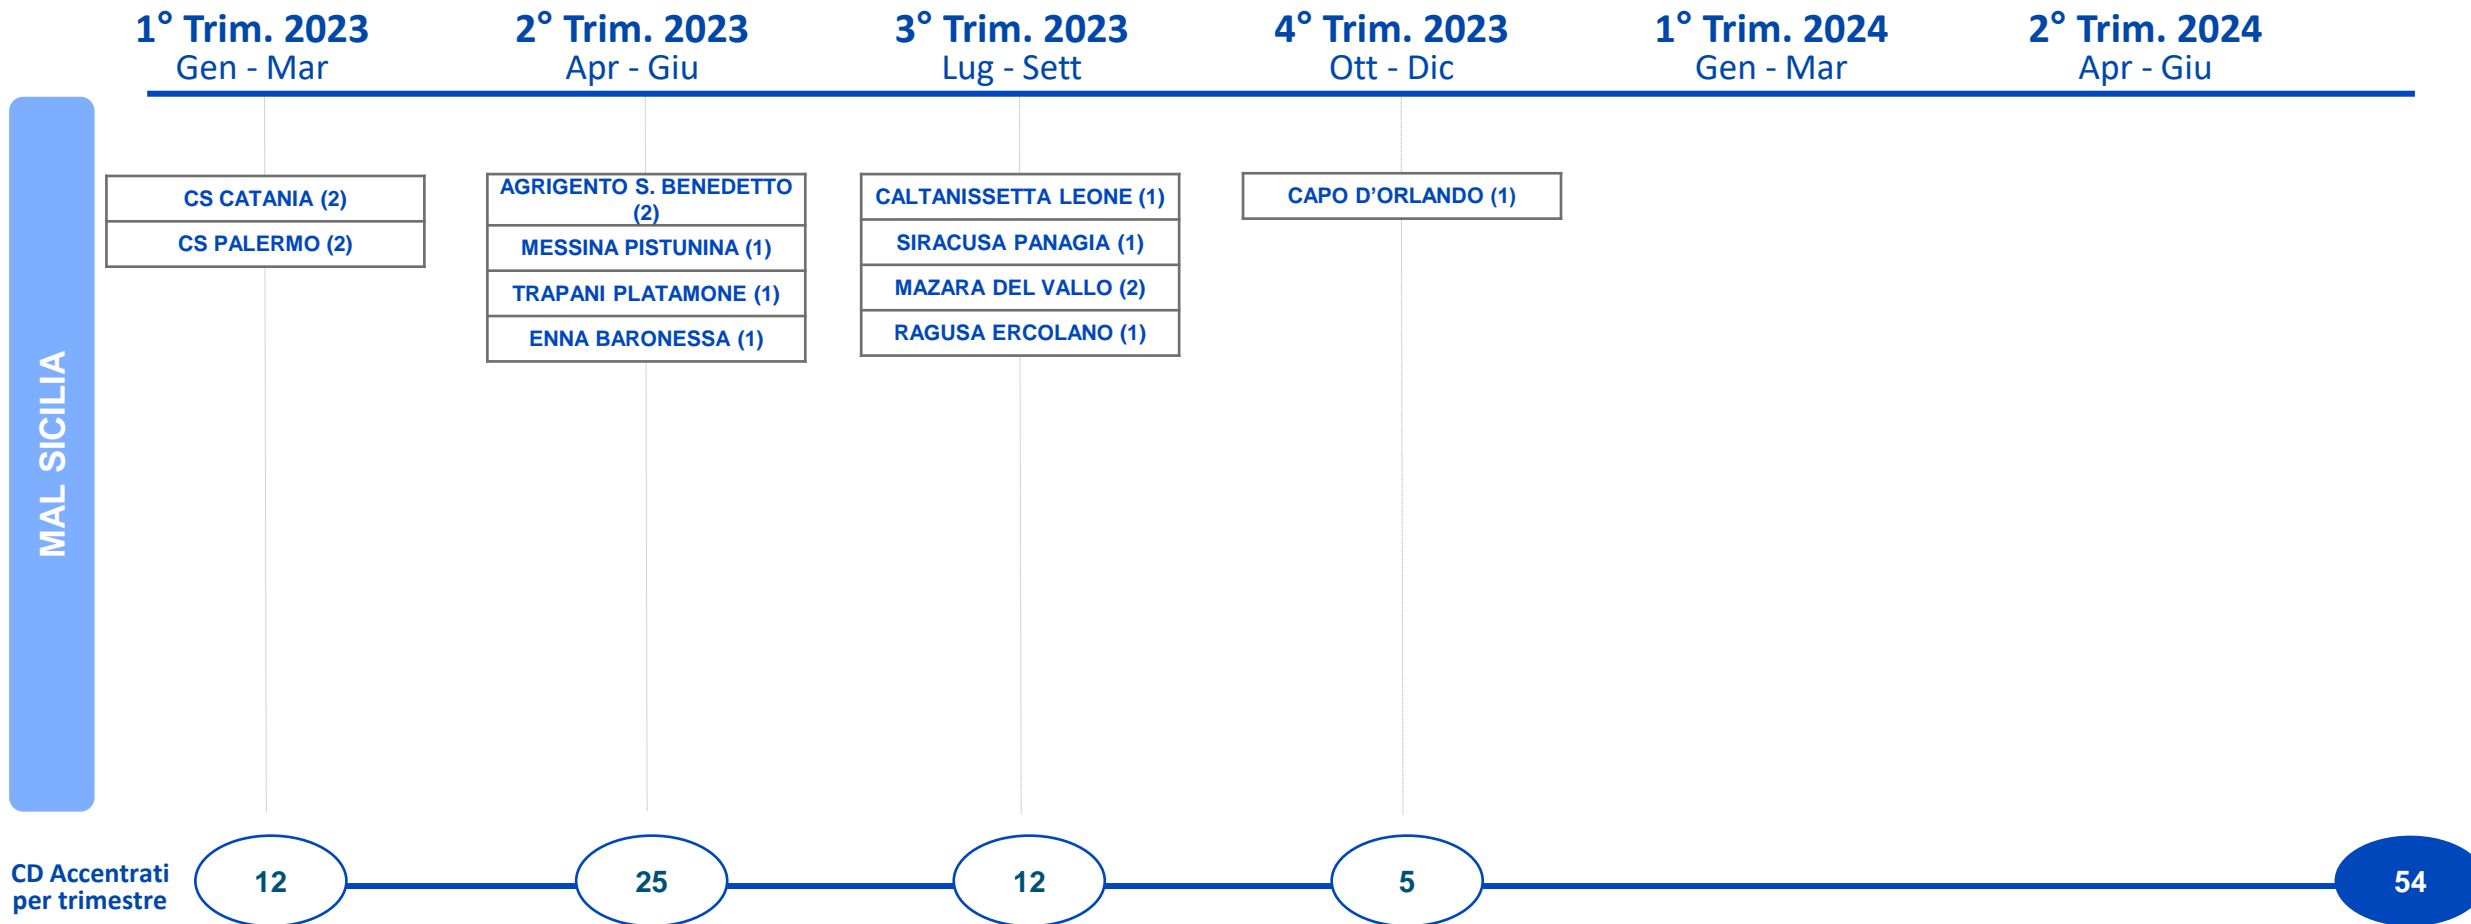 1° Trim. 2023
Gen - Mar
2° Trim. 2023
Apr - Giu
3° Trim. 2023
Lug - Sett
4° Trim. 2023
Ott - Dic
1° Trim. 2024
Gen - Mar
2° Trim. 2024
Apr - Giu
MAL SICILIA
CS CATANIA (2)
CS PALERMO (2)
AGRIGENTO S. BENEDETTO
(2)
MESSINA PISTUNINA (1)
TRAPANI PLATAMONE (1)
ENNA BARONESSA (1)
CALTANISSETTA LEONE (1)
SIRACUSA PANAGIA (1)
MAZARA DEL VALLO (2)
RAGUSA ERCOLANO (1)
CAPO D’ORLANDO (1)
CD Accentrati
per trimestre
12
25
12
5
54